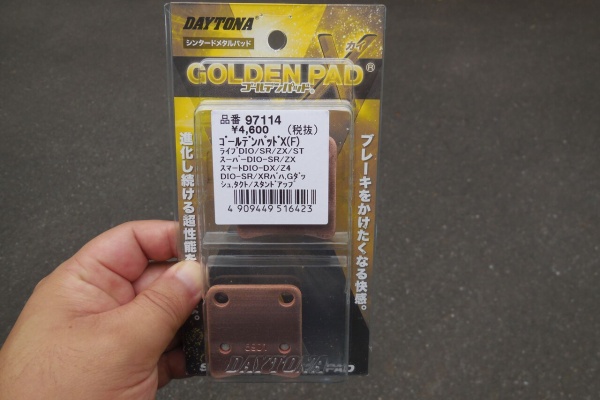 DAYTONA®
シンタードメタルパッド
X
カイ
GOLDEN PAD®
ゴールデンパッド
品番 97114
¥4,600 (税抜)
ｺﾞｰﾙﾃﾞﾝﾊﾟｯﾄﾞX(F)
ﾗｲﾌﾞDIO/SR/ZX/ST
ｽｰﾊﾟｰDIO-SR/ZX
ｽﾏｰﾄDIO-DX/Z4
DIO-SR/XRﾊﾞﾊ,Gﾀﾞｯ
ｼｭ,ﾀｸﾄ/ｽﾀﾝﾄﾞｱｯﾌﾟ
4 909449 516423
ブレーキをかけたくなる快感。
進化し続ける超性能を
DAYTONA
PAD